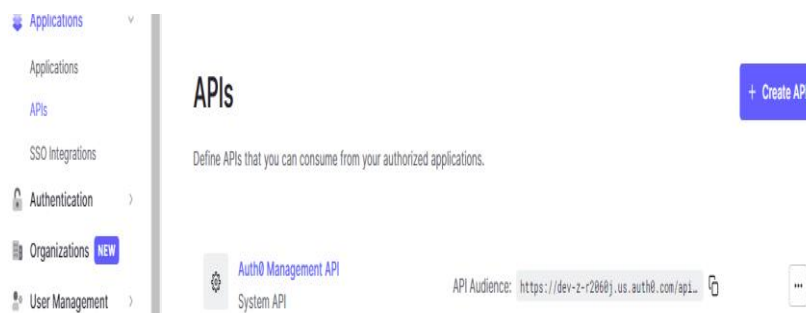 Applications
Applications
APIs
SSO Integrations
Authentication
Organizations NEW
User Management
APIs
+ Create API
Define APIs that you can consume from your authorized applications.
Auth0 Management API
System API
API Audience: https://dev-z-r2060j.us.auth0.com/api…